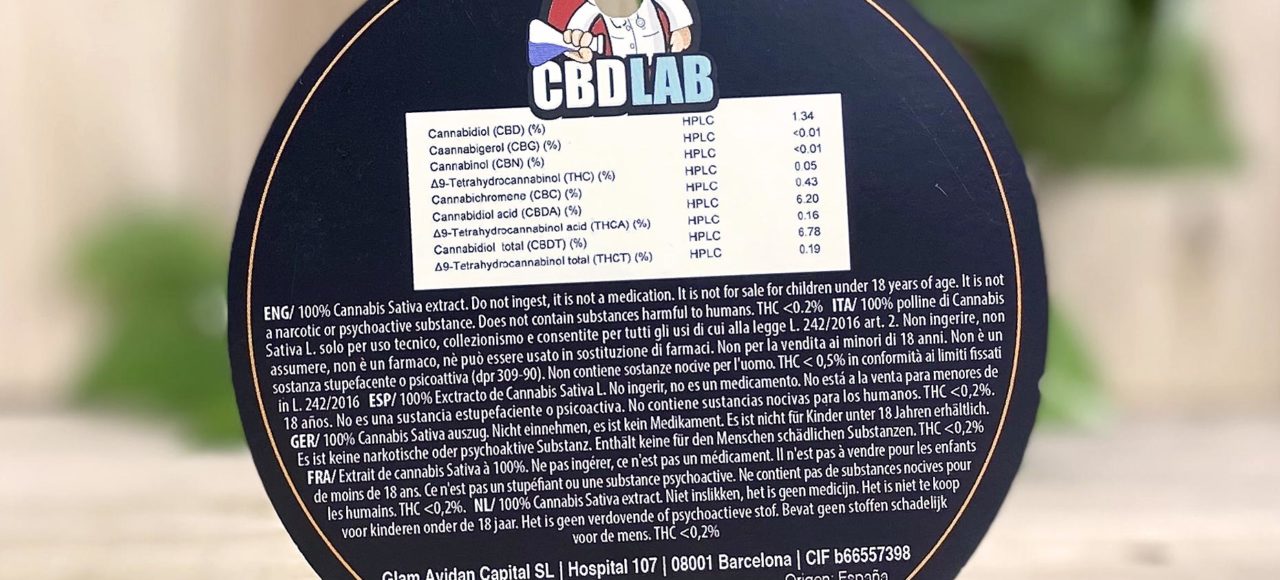 CBDLAB
Cannabidiol (CBD) (%) HPLC 1.34
Caannabigerol (CBG) (%) HPLC <0.01
Cannabinol (CBN) (%) HPLC <0.01
Δ9-Tetrahydrocannabinol (THC) (%) HPLC 0.05
Cannabichromene (CBC) (%) HPLC 0.43
Cannabidiol acid (CBDA) (%) HPLC 6.20
Δ9-Tetrahydrocannabinol acid (THCA) (%) HPLC 0.16
Cannabidiol total (CBDT) (%) HPLC 6.78
Δ9-Tetrahydrocannabinol total (THCT) (%) HPLC 0.19
ENG/ 100% Cannabis Sativa extract. Do not ingest, it is not a medication. It is not for sale for children under 18 years of age. It is not
a narcotic or psychoactive substance. Does not contain substances harmful to humans. THC <0.2% ITA/ 100% polline di Cannabis
Sativa L. solo per uso tecnico, collezionismo e consentite per tutti gli usi di cui alla legge L. 242/2016 art. 2. Non ingerire, non
assumere, non è un farmaco, nè può essere usato in sostituzione di farmaci. Non per la vendita ai minori di 18 anni. Non è un
sostanza stupefacente o psicoattiva (dpr 309-90). Non contiene sostanze nocive per l'uomo. THC < 0,5% in conformità ai limiti fissati
in L. 242/2016 ESP/ 100% Exctracto de Cannabis Sativa L. No ingerir, no es un medicamento. No está a la venta para menores de
18 años. No es una sustancia estupefaciente o psicoactiva. No contiene sustancias nocivas para los humanos. THC <0,2%.
GER/ 100% Cannabis Sativa auszug. Nicht einnehmen, es ist kein Medikament. Es ist nicht für Kinder unter 18 Jahren erhältlich.
Es ist keine narkotische oder psychoaktive Substanz. Enthält keine für den Menschen schädlichen Substanzen. THC <0,2%
FRA/ Extrait de cannabis Sativa à 100%. Ne pas ingérer, ce n'est pas un médicament. Il n'est pas à vendre pour les enfants
de moins de 18 ans. Ce n'est pas un stupéfiant ou une substance psychoactive. Ne contient pas de substances nocives pour
les humains. THC <0,2%. NL/ 100% Cannabis Sativa extract. Niet inslikken, het is geen medicijn. Het is niet te koop
voor kinderen onder de 18 jaar. Het is geen verdovende of psychoactieve stof. Bevat geen stoffen schadelijk
voor de mens. THC <0,2%
Glam Avidan Capital SL | Hospital 107 | 08001 Barcelona | CIF b66557398
Origen: España